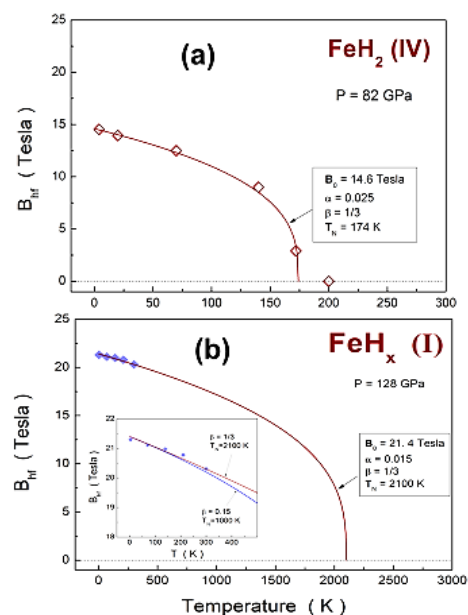 (a)
FeH2 (IV)
P = 82 GPa
25
20
15
10
5
0
Bhf ( Tesla )
B0 = 14.6 Tesla
α = 0.025
β = 1/3
TN = 174 K
0 50 100 150 200 250 300
(b)
FeHx (I)
P = 128 GPa
25
20
15
10
5
0
Bhf ( Tesla )
B0 = 21.4 Tesla
α = 0.015
β = 1/3
TN = 2100 K
22
21
20
19
18
Bhf ( Tesla )
β = 1/3
TN=2100 K
β = 0.15
TN=1000 K
0 100 200 300 400
T ( K )
0 500 1000 1500 2000 2500 3000
Temperature ( K )